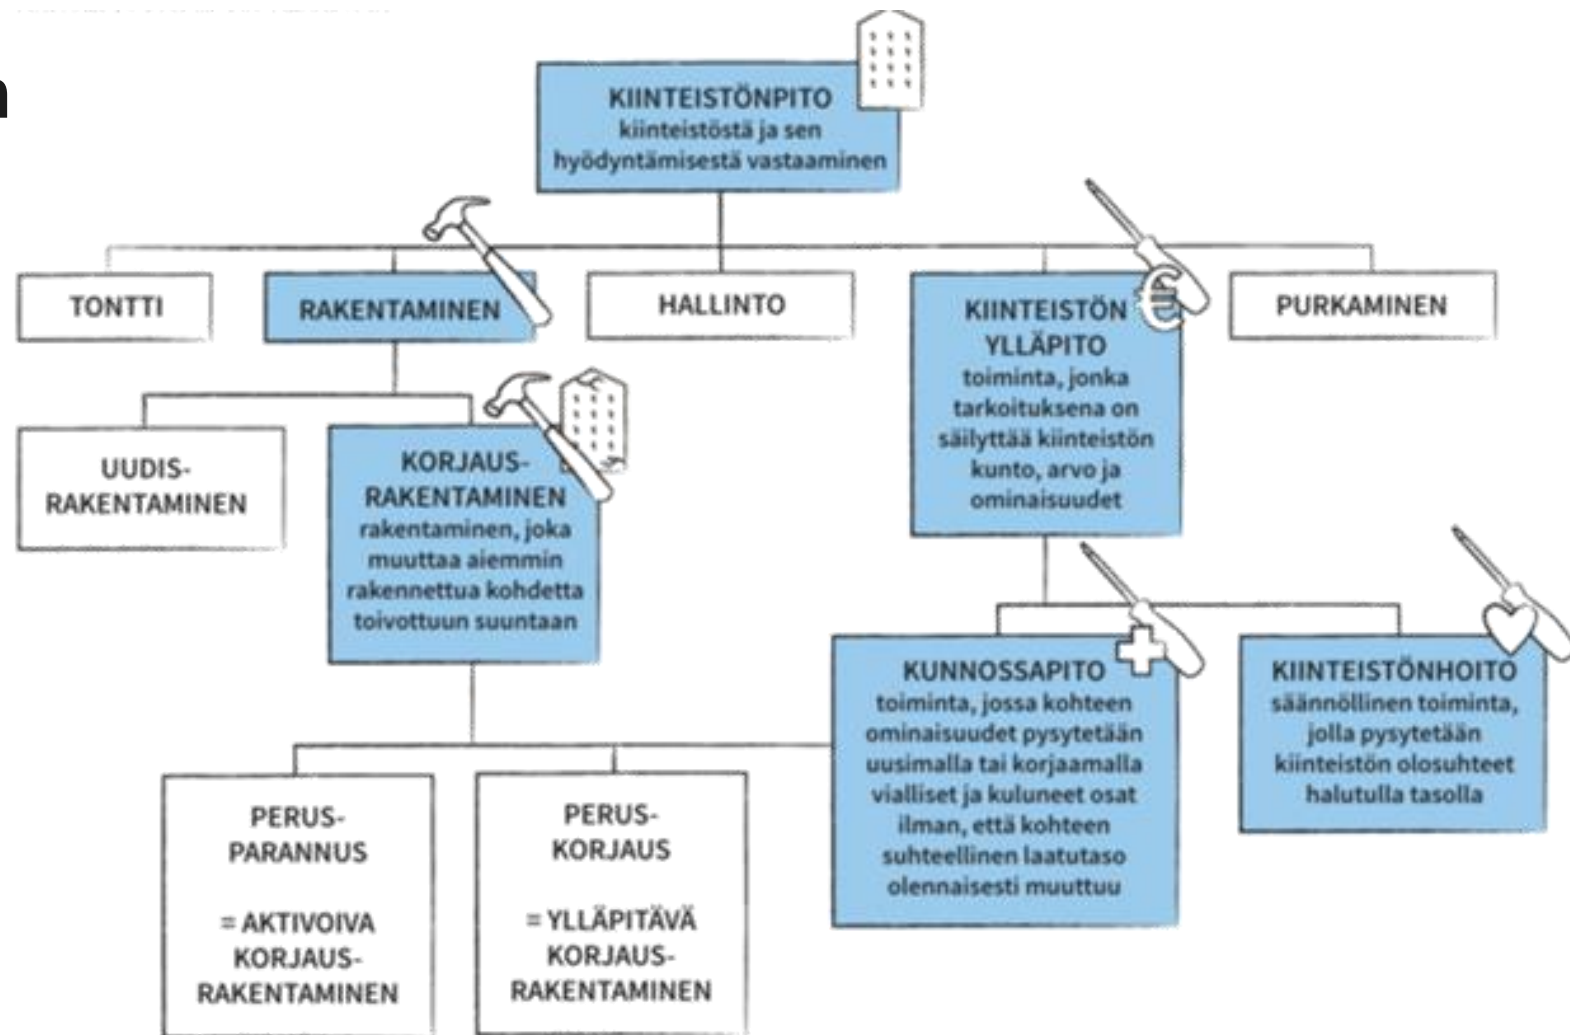 KIINTEISTÖNPITO
kiinteistöstä ja sen
hyödyntämisestä vastaaminen
TONTTI
RAKENTAMINEN
HALLINTO
KIINTEISTÖN
YLLÄPITO
toiminta, jonka
tarkoituksena on
säilyttää kiinteistön
kunto, arvo ja
ominaisuudet
€
PURKAMINEN
UUDIS-
RAKENTAMINEN
KORJAUS-
RAKENTAMINEN
rakentaminen, joka
muuttaa aiemmin
rakennettua kohdetta
toivottuun suuntaan
KUNNOSSAPITO
toiminta, jossa kohteen
ominaisuudet pysytetään
uusimalla tai korjaamalla
vialliset ja kuluneet osat
ilman, että kohteen
suhteellinen laatutaso
olennaisesti muuttuu
KIINTEISTÖNHOITO
säännöllinen toiminta,
jolla pysytetään
kiinteistön olosuhteet
halutulla tasolla
PERUS-
PARANNUS
= AKTIVOIVA
KORJAUS-
RAKENTAMINEN
PERUS-
KORJAUS
= YLLÄPITÄVÄ
KORJAUS-
RAKENTAMINEN